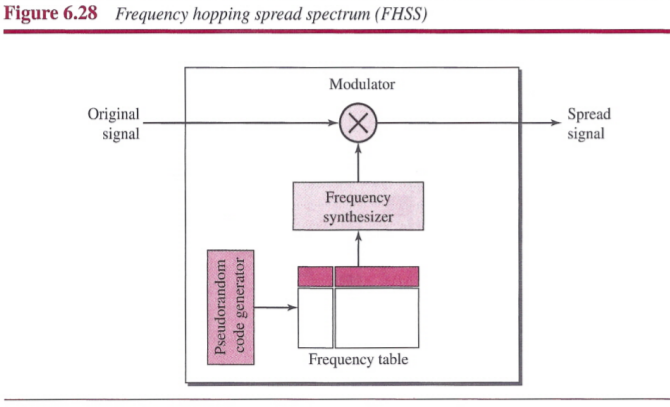 Figure 6.28 Frequency hopping spread spectrum (FHSS)
Modulator
Original
signal
Spread
signal
Frequency
synthesizer
Pseudorandom
code generator
Frequency table